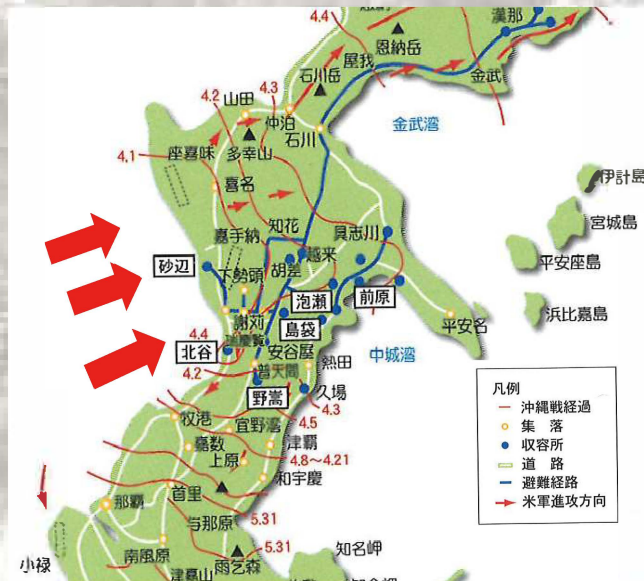 4.4
恩納岳
漢那
屋我
石川岳
金武
4.3
4.2
山田
仲泊
石川
金武湾
4.1
座喜味
多幸山
伊計島
喜名
宮城島
知花
嘉手納
具志川
越来
平安座島
砂辺
下勢頭
胡差
泡瀬
前原
浜比嘉島
謝刈
島袋
平安名
4.4
北谷
瑞慶覧
安谷屋
中城湾
4.2
普天間
熱田
野嵩
久場
4.3
4.5
牧港
宜野湾
嘉数
津覇
上原
4.8〜4.21
和宇慶
那覇
首里
与那原
5.31
5.31
小禄
南風原
雨乞森
知名岬
津嘉山
凡例
沖縄戦経過
集落
収容所
道路
避難経路
米軍進攻方向